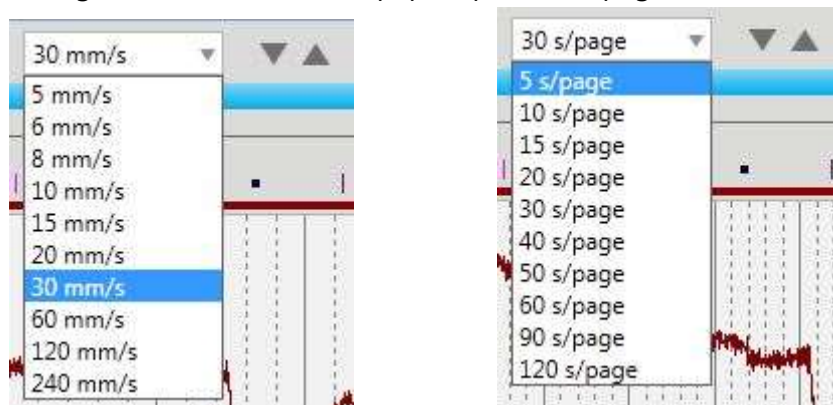 30 mm/s
5 mm/s
6 mm/s
8 mm/s
10 mm/s
15 mm/s
20 mm/s
30 mm/s
60 mm/s
120 mm/s
240 mm/s
30 s/page
5 s/page
10 s/page
15 s/page
20 s/page
30 s/page
40 s/page
50 s/page
60 s/page
90 s/page
120 s/page